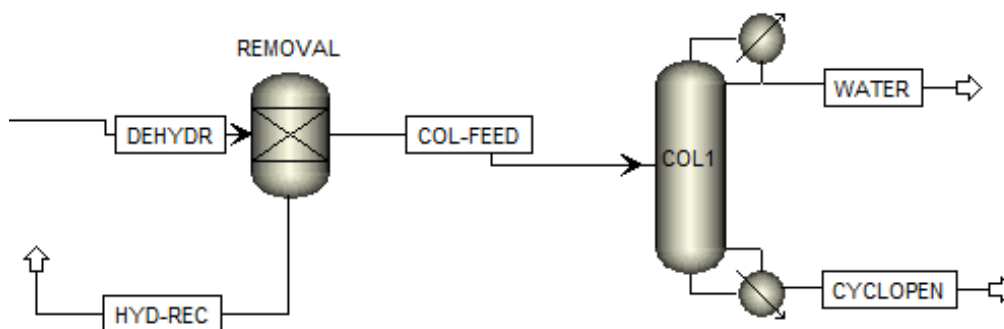 REMOVAL
DEHYDR
COL-FEED
COL1
WATER
HYD-REC
CYCLOPEN